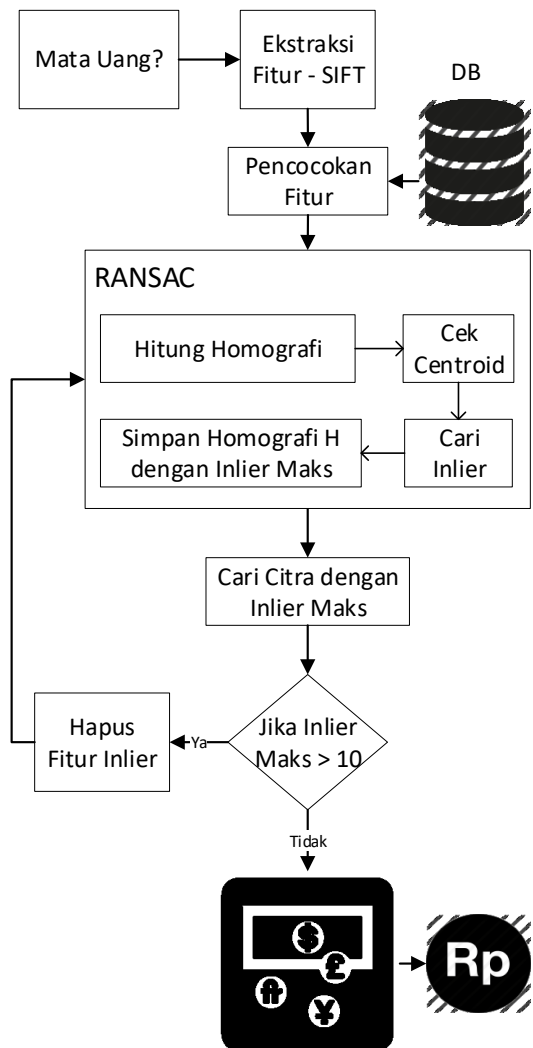 Mata Uang?
Ekstraksi
Fitur - SIFT
DB
Pencocokan
Fitur
RANSAC
Hitung Homografi
Cek
Centroid
Simpan Homografi H
dengan Inlier Maks
Cari
Inlier
Cari Citra dengan
Inlier Maks
Hapus
Fitur Inlier
Ya
Jika Inlier
Maks > 10
Tidak
$
£
¥
Rp